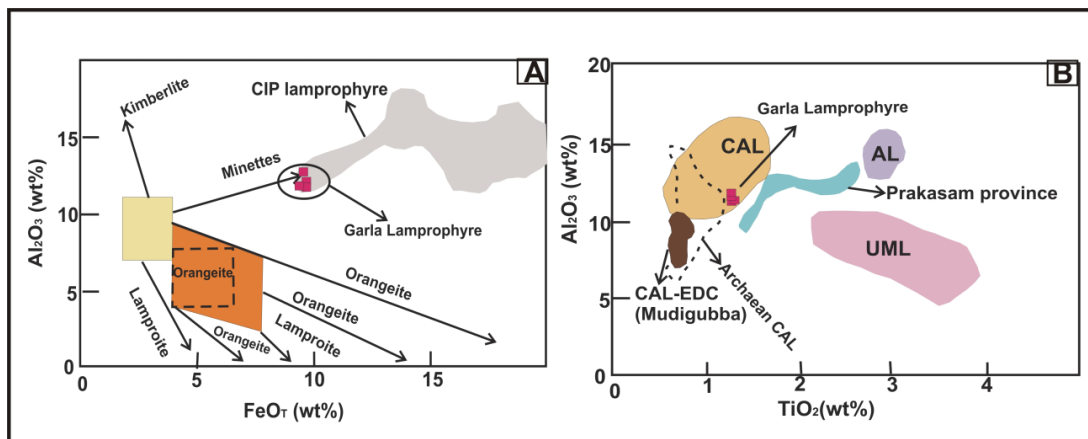 A
Kimberlite
CIP lamprophyre
Minettes
Garla Lamprophyre
Orangeite
Orangeite
Orangeite
Orangeite
Lamproite
Lamproite
15
10
5
0
0
5
10
15
Al₂O₃ (wt%)
FeOT (wt%)
B
20
15
10
5
0
0
1
2
3
4
Al₂O₃ (wt%)
TiO₂(wt%)
Garla Lamprophyre
CAL
AL
Prakasam province
UML
Archaean CAL
CAL-EDC
(Mudigubba)